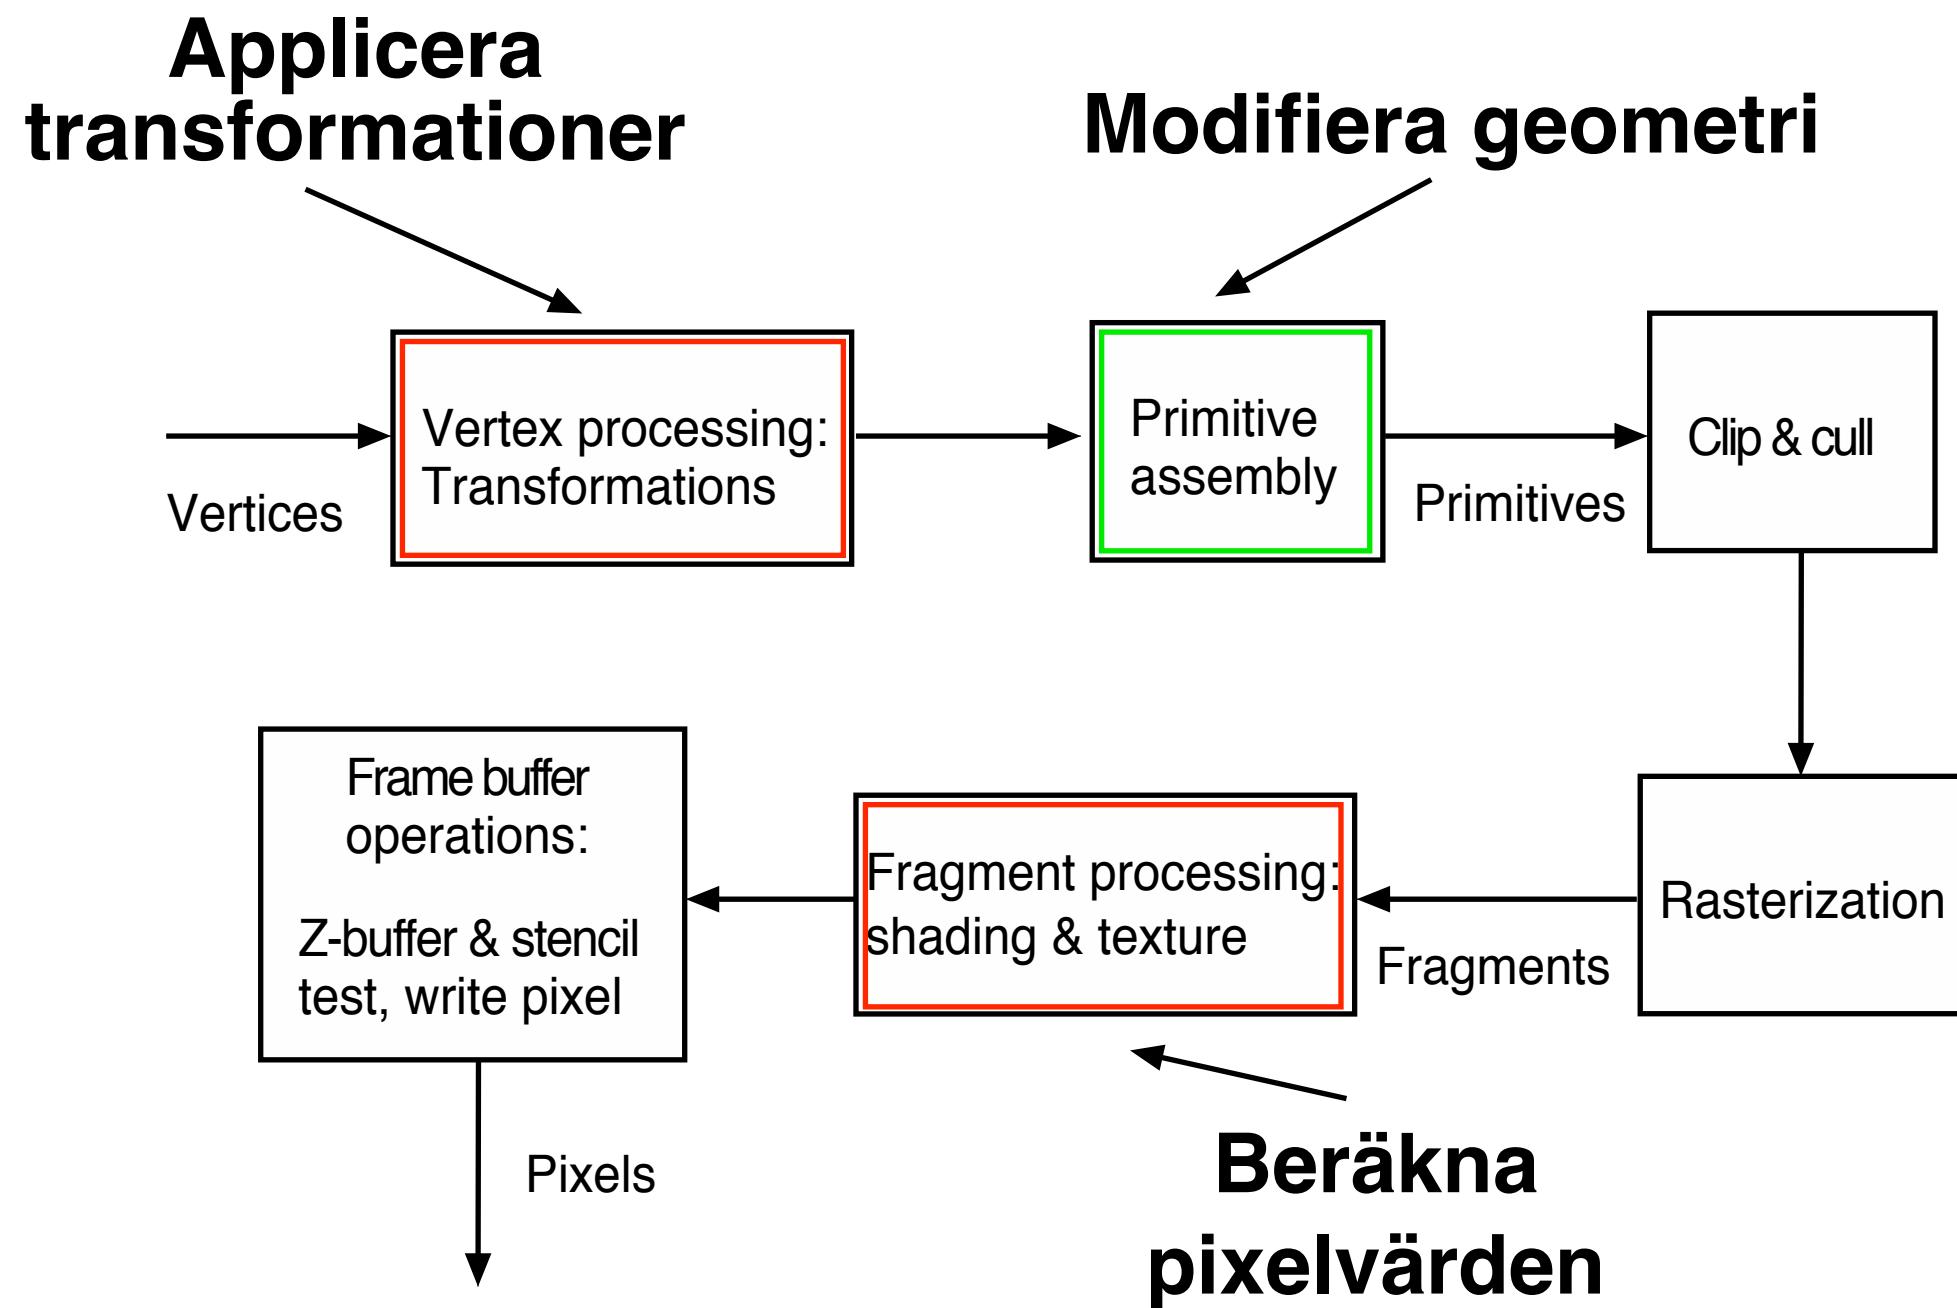 Applicera
transformationer
Modifiera geometri
Vertices
Vertex processing:
Transformations
Primitive
assembly
Primitives
Clip & cull
Rasterization
Fragments
Fragment processing:
shading & texture
Frame buffer
operations:
Z-buffer & stencil
test, write pixel
Pixels
Beräkna
pixelvärden